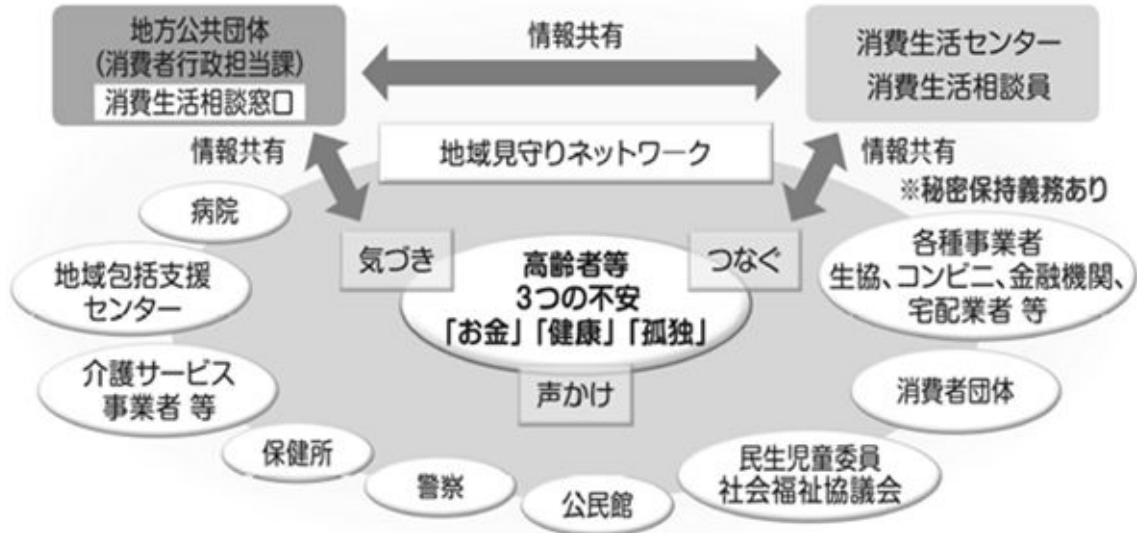 地方公共団体
(消費者行政担当課)
消費生活相談窓口
情報共有
消費生活センター
消費生活相談員
情報共有
地域見守りネットワーク
情報共有
※秘密保持義務あり
病院
気づき
高齢者等
3つの不安
「お金」「健康」「孤独」
つなぐ
各種事業者
生協、コンビニ、金融機関、
宅配業者 等
地域包括支援
センター
声かけ
介護サービス
事業者 等
消費者団体
保健所
警察
公民館
民生児童委員
社会福祉協議会